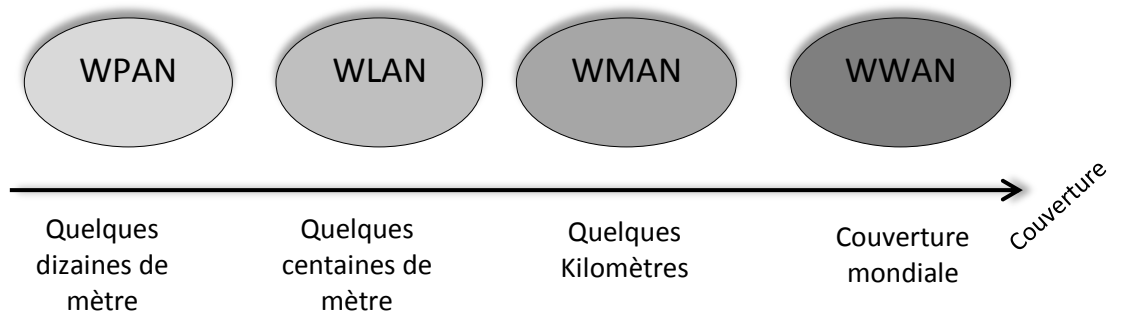 WPAN
WLAN
WMAN
WWAN
Couverture
Quelques
dizaines de
mètre
Quelques
centaines de
mètre
Quelques
Kilomètres
Couverture
mondiale